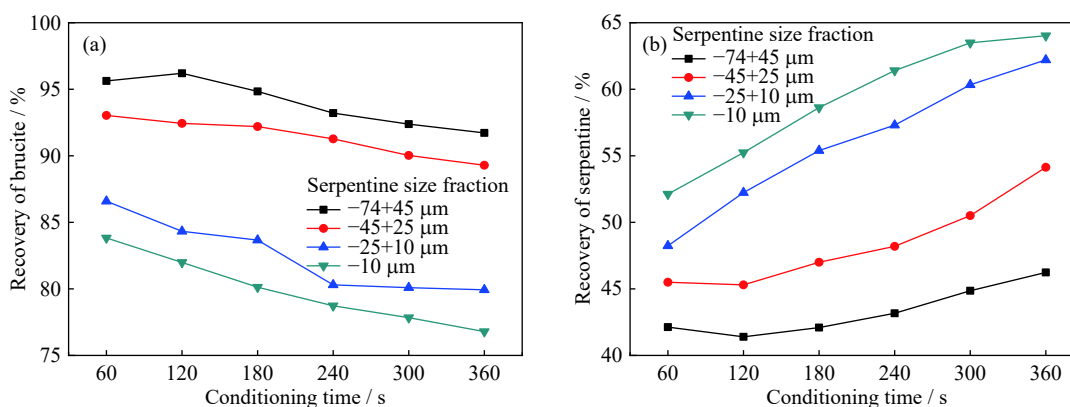 (a)
Recovery of brucite / %
100
95
90
85
80
75
Serpentine size fraction
−74+45 μm
−45+25 μm
−25+10 μm
−10 μm
60 120 180 240 300 360
Conditioning time / s
(b)
Recovery of serpentine / %
65
60
55
50
45
40
Serpentine size fraction
−74+45 μm
−45+25 μm
−25+10 μm
−10 μm
60 120 180 240 300 360
Conditioning time / s